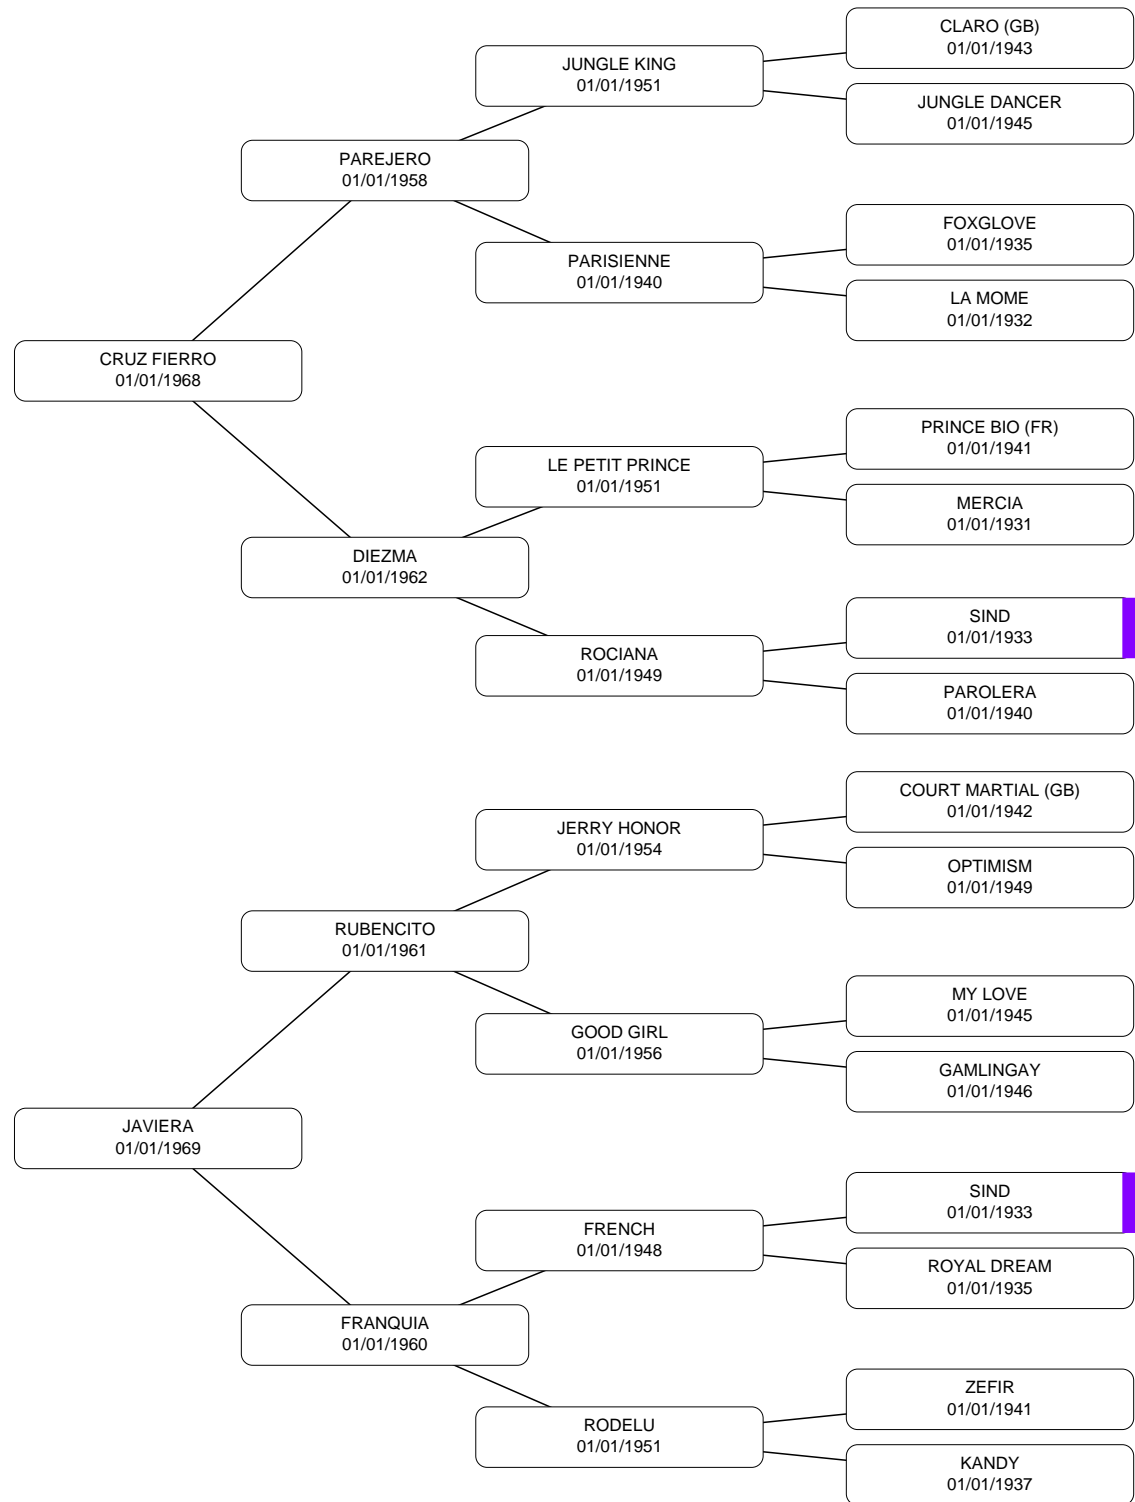 CLARO (GB)
01/01/1943
JUNGLE KING
01/01/1951
JUNGLE DANCER
01/01/1945
PAREJERO
01/01/1958
FOXGLOVE
01/01/1935
PARISIENNE
01/01/1940
LA MOME
01/01/1932
CRUZ FIERRO
01/01/1968
PRINCE BIO (FR)
01/01/1941
LE PETIT PRINCE
01/01/1951
MERCIA
01/01/1931
DIEZMA
01/01/1962
SIND
01/01/1933
ROCIANA
01/01/1949
PAROLERA
01/01/1940
COURT MARTIAL (GB)
01/01/1942
JERRY HONOR
01/01/1954
OPTIMISM
01/01/1949
RUBENCITO
01/01/1961
MY LOVE
01/01/1945
GOOD GIRL
01/01/1956
GAMLINGAY
01/01/1946
JAVIERA
01/01/1969
SIND
01/01/1933
FRENCH
01/01/1948
ROYAL DREAM
01/01/1935
FRANQUIA
01/01/1960
ZEFIR
01/01/1941
RODELU
01/01/1951
KANDY
01/01/1937